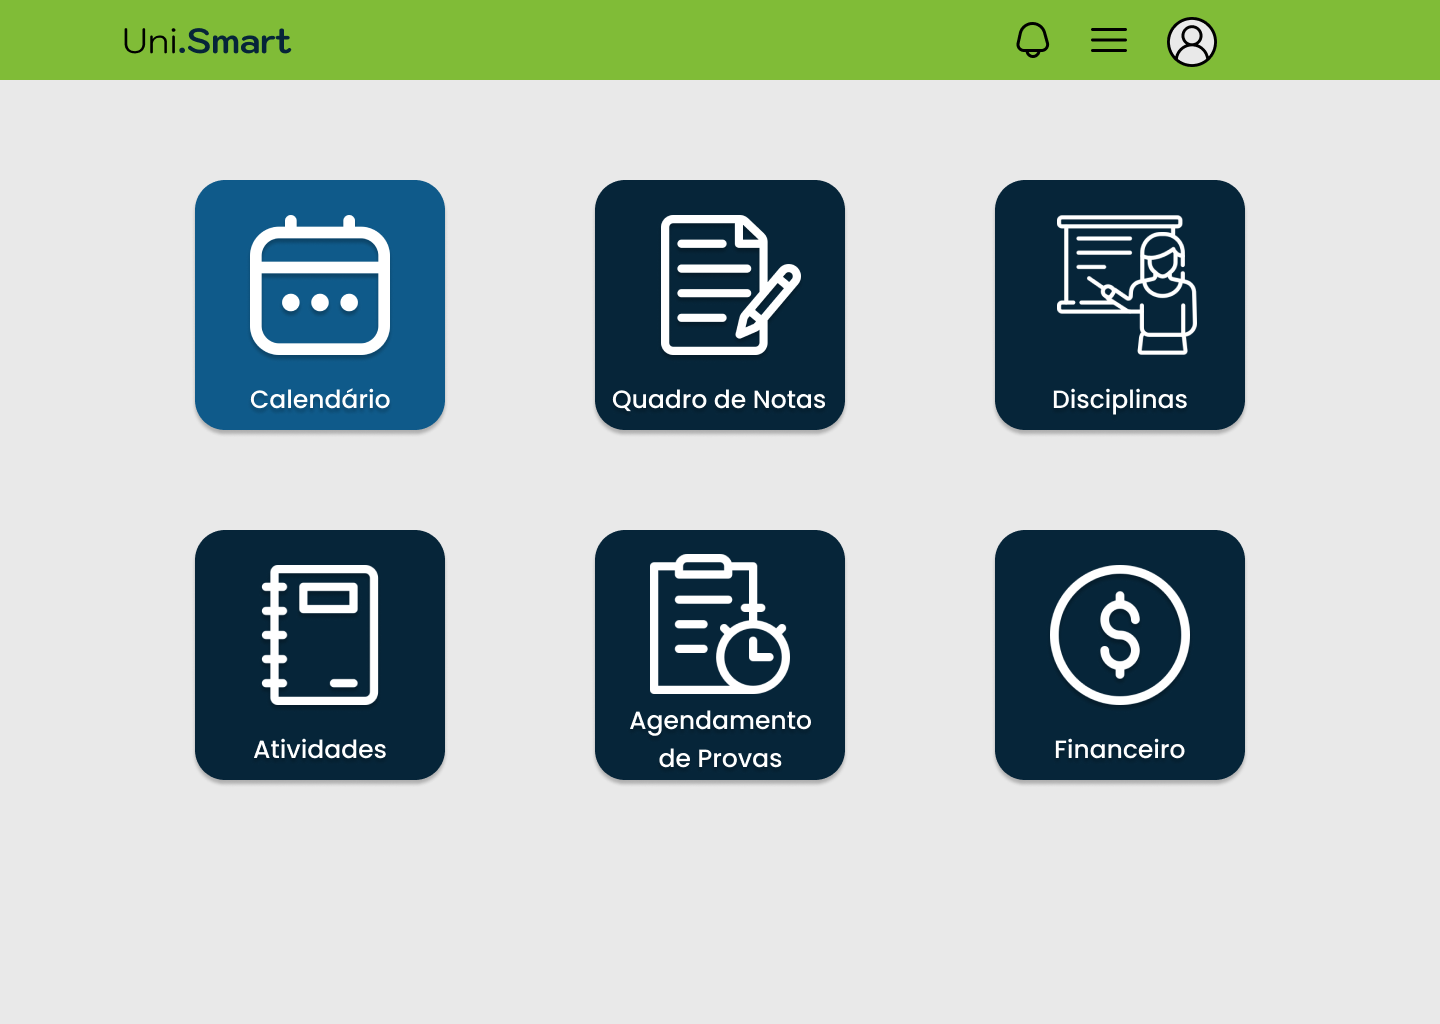 Uni.Smart
Calendário
Quadro de Notas
Disciplinas
Atividades
Agendamento
de Provas
Financeiro